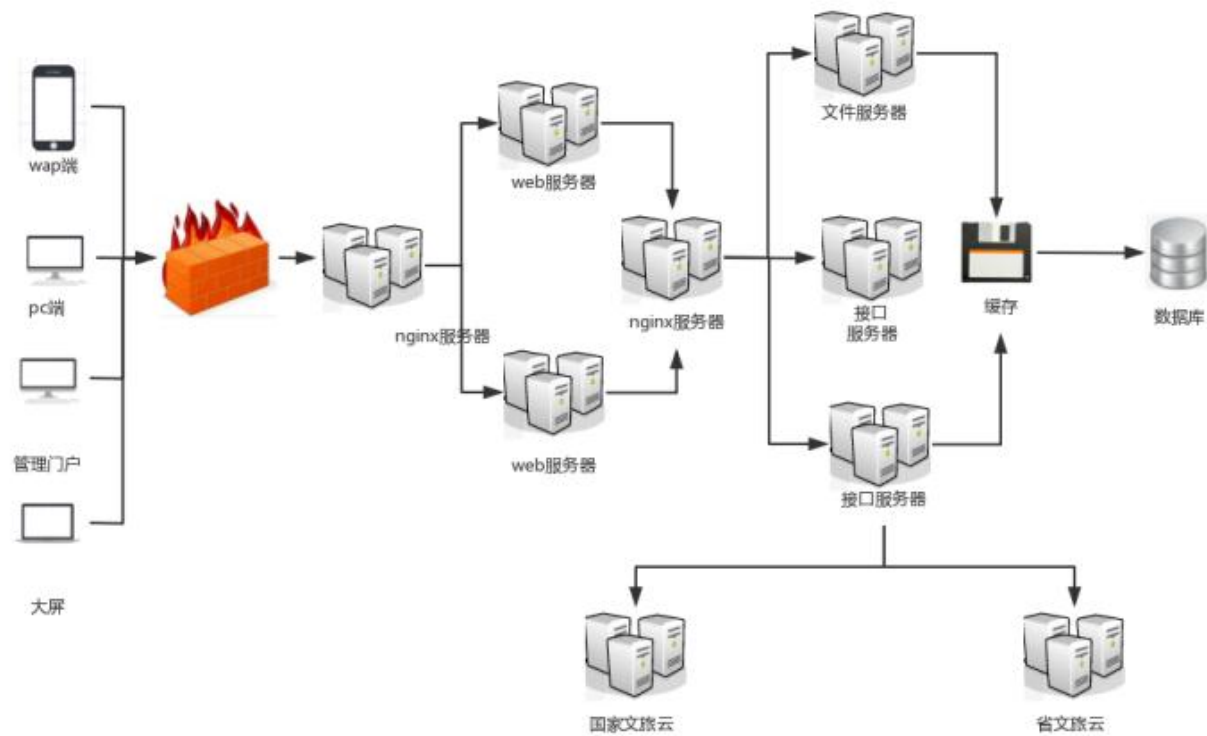 wap端
pc端
管理门户
大屏
nginx服务器
web服务器
web服务器
nginx服务器
文件服务器
接口
服务器
接口服务器
缓存
数据库
国家文旅云
省文旅云